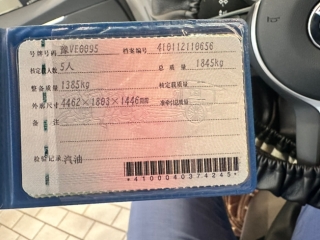 号牌号码 豫VE0095 档案编号 410112110656
核定载人数 5人 总质量 1845kg
整备质量 1385kg 核定载质量
外廓尺寸 4462×1803×1446mm 准牵引总质量
备注
检验记录 汽油
*4100040374245*